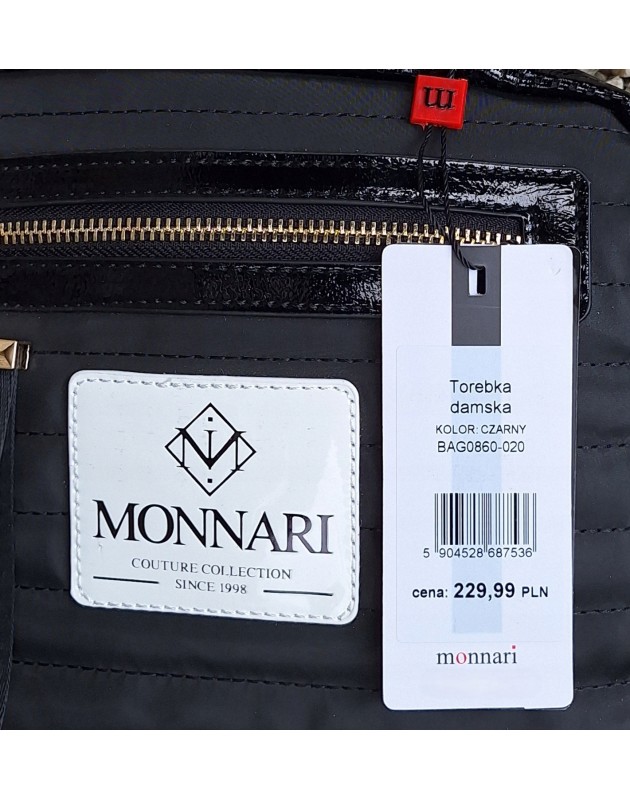 m
Torebka
damska
KOLOR: CZARNY
BAG0860-020
5 904528 687536
cena: 229,99 PLN
monnari
MONNARI
COUTURE COLLECTION
SINCE 1998